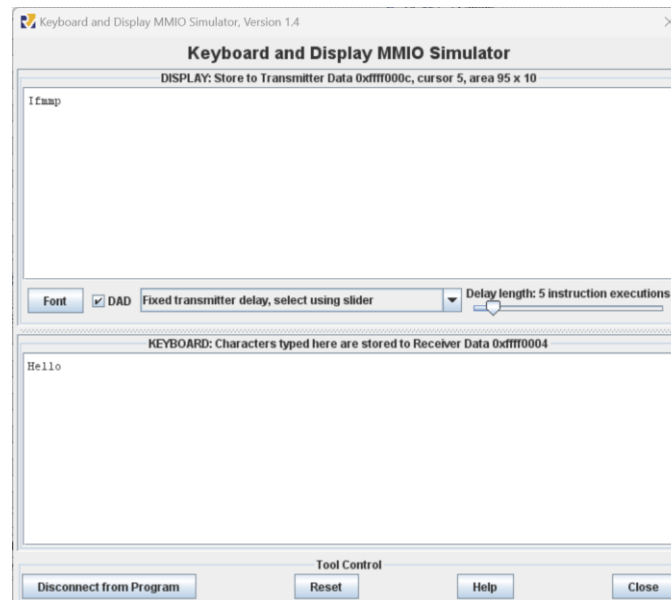 Keyboard and Display MMIO Simulator, Version 1.4
Keyboard and Display MMIO Simulator
DISPLAY: Store to Transmitter Data 0xffff000c, cursor 5, area 95 x 10
Ifmmp
Font
DAD
Fixed transmitter delay, select using slider
Delay length: 5 instruction executions
KEYBOARD: Characters typed here are stored to Receiver Data 0xffff0004
Hello
Tool Control
Disconnect from Program
Reset
Help
Close